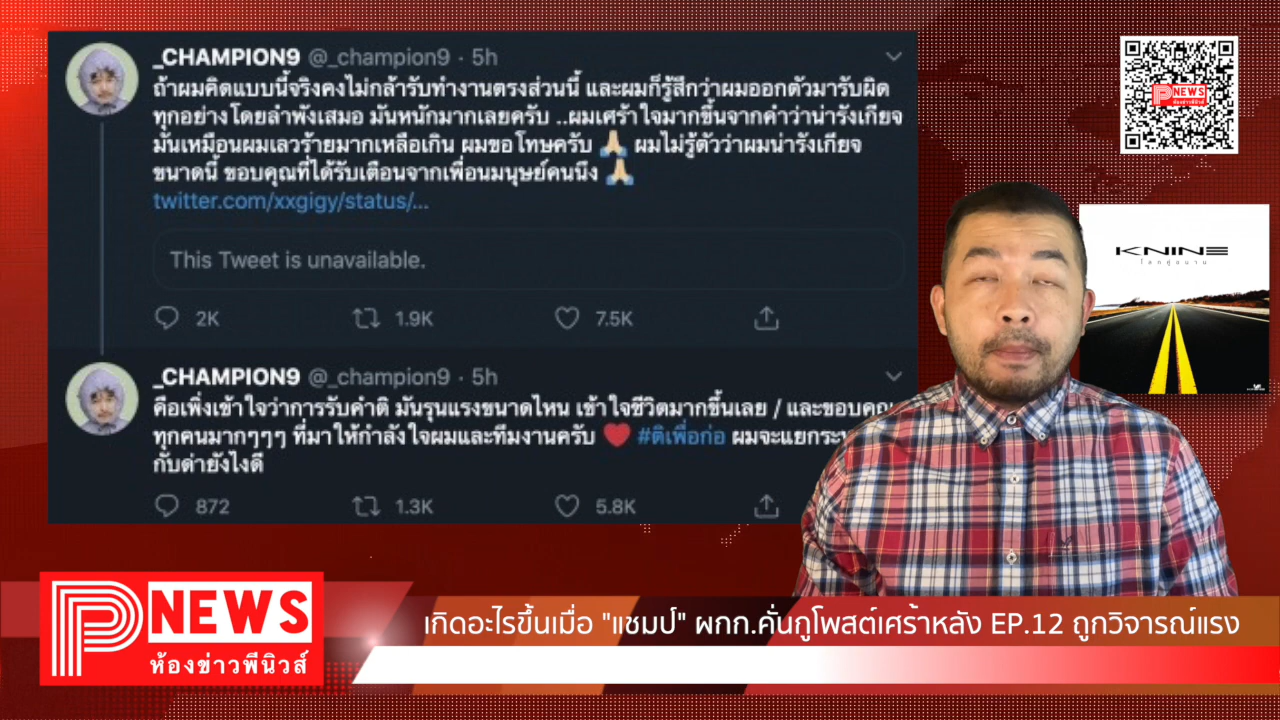 _CHAMPION9 @_champion9 · 5h
ถ้าผมคิดแบบนี้จริงคงไม่กล้ารับทำงานตรงส่วนนี้ และผมก็รู้สึกว่าผมออกตัวมารับผิด
ทุกอย่างโดยลำพังเสมอ มันหนักมากนะครับ ..ผมเศร้าใจมากขึ้นจากคำว่าน่ารังเกียจ
มันเหมือนผมเลวร้ายมากเหลือเกิน ผมขอโทษครับ 🙏🏼 ผมไม่รู้ตัวว่าผมน่ารังเกียจ
ขนาดนี้ ขอบคุณที่ได้รับเตือนจากเพื่อนมนุษย์คนนึง 🙏🏼
twitter.com/xxgigy/status/...
This Tweet is unavailable.
2K 1.9K 7.5K
_CHAMPION9 @_champion9 · 5h
คือเพิ่งเข้าใจว่าการรับคำติ มันรุนแรงขนาดไหน เข้าใจชีวิตมากขึ้นเลย / และขอบคุณ
ทุกคนมากๆๆๆ ที่มาให้กำลังใจผมและทีมงานครับ ❤️ #ติเพื่อก่อ ผมจะแยกระ
กับด่ายังไงดี
872 1.3K 5.8K
P NEWS
ห้องข่าวพีนิวส์
KNINE
โลกคู่ขนาน
P NEWS
ห้องข่าวพีนิวส์
เกิดอะไรขึ้นเมื่อ "แชมป์" ผกก.คั่นกูโพสต์เศร้าหลัง EP.12 ถูกวิจารณ์แรง